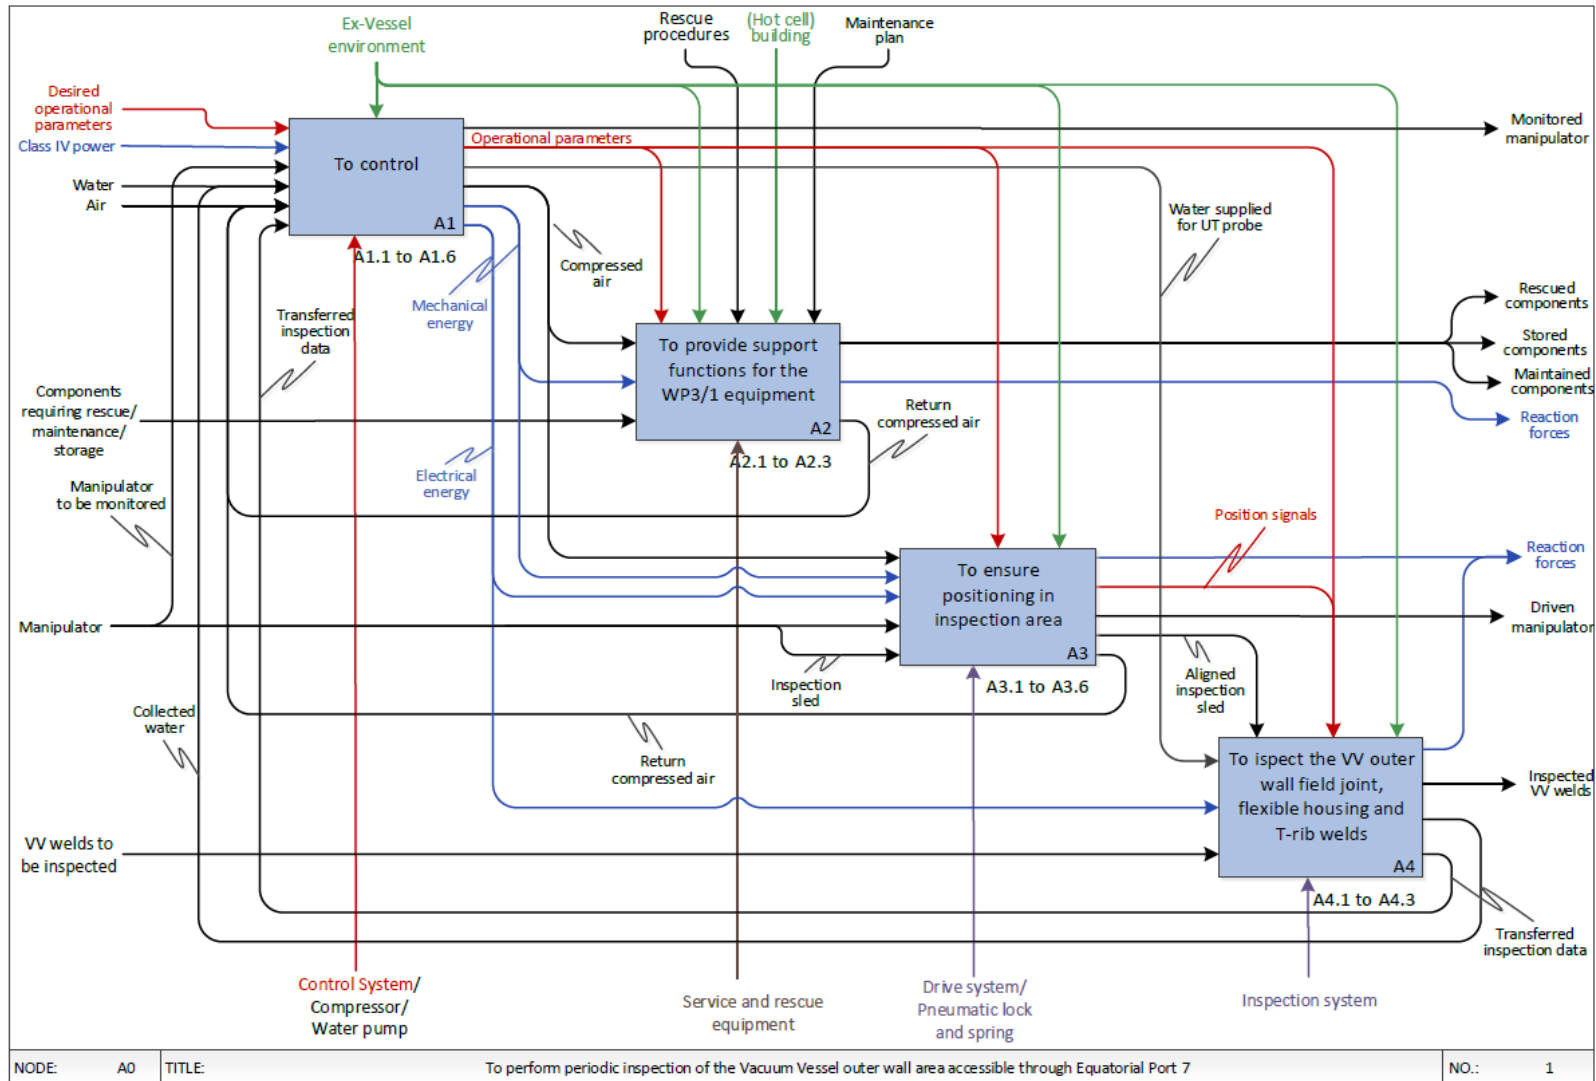 Ex-Vessel
environment
Rescue
procedures
(Hot cell)
building
Maintenance
plan
Desired
operational
parameters
Class IV power
Water
Air
To control
A1
A1.1 to A1.6
Operational parameters
Monitored
manipulator
Water supplied
for UT probe
Compressed
air
Mechanical
energy
Transferred
inspection
data
To provide support
functions for the
WP3/1 equipment
A2
A2.1 to A2.3
Rescued
components
Stored
components
Maintained
components
Reaction
forces
Components
requiring rescue/
maintenance/
storage
Return
compressed air
Electrical
energy
Manipulator
to be monitored
Position signals
To ensure
positioning in
inspection area
A3
A3.1 to A3.6
Reaction
forces
Driven
manipulator
Manipulator
Inspection
sled
Aligned
inspection
sled
Collected
water
Return
compressed air
To ispect the VV outer
wall field joint,
flexible housing and
T-rib welds
A4
A4.1 to A4.3
Inspected
VV welds
VV welds to
be inspected
Transferred
inspection data
Control System/
Compressor/
Water pump
Service and rescue
equipment
Drive system/
Pneumatic lock
and spring
Inspection system
NODE: A0 TITLE: To perform periodic inspection of the Vacuum Vessel outer wall area accessible through Equatorial Port 7 NO.: 1